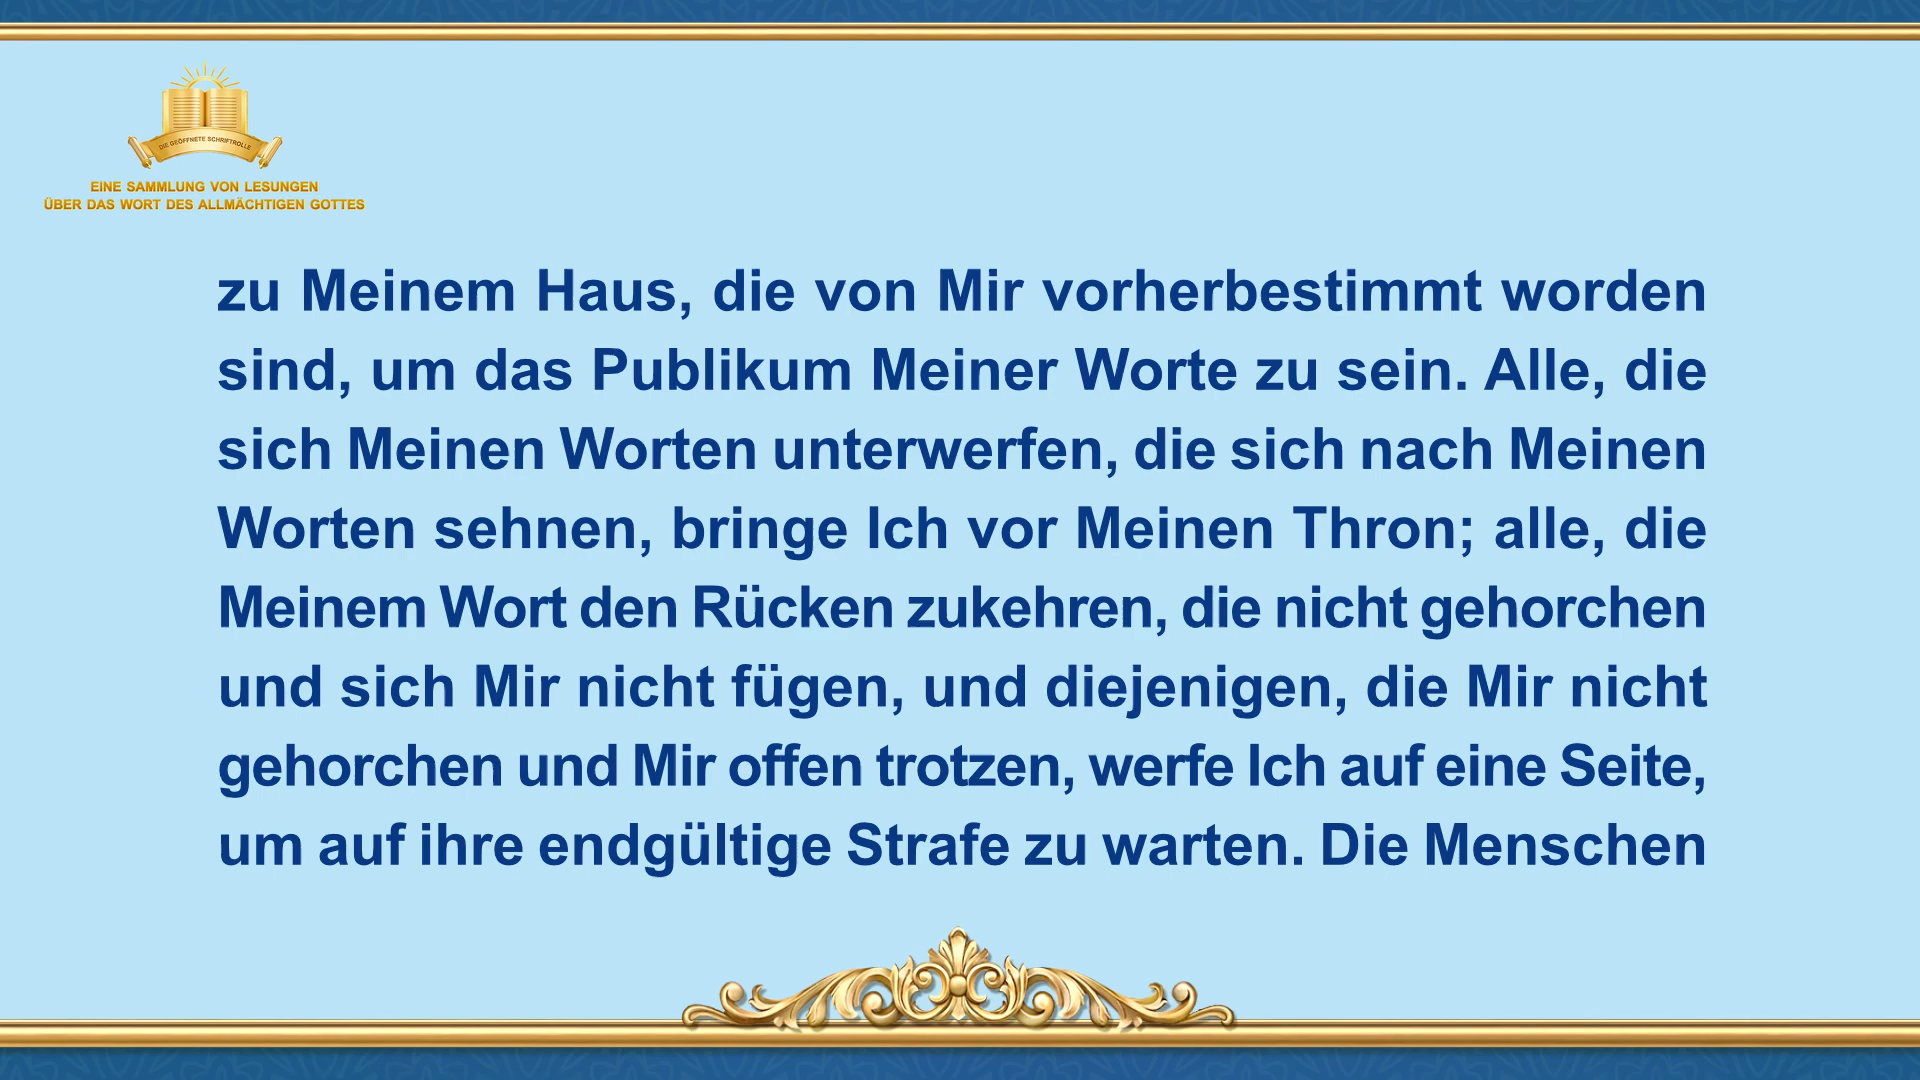 DIE GEÖFFNETE SCHRIFTROLLE
EINE SAMMLUNG VON LESUNGEN
ÜBER DAS WORT DES ALLMÄCHTIGEN GOTTES
zu Meinem Haus, die von Mir vorherbestimmt worden
sind, um das Publikum Meiner Worte zu sein. Alle, die
sich Meinen Worten unterwerfen, die sich nach Meinen
Worten sehnen, bringe Ich vor Meinen Thron; alle, die
Meinem Wort den Rücken zukehren, die nicht gehorchen
und sich Mir nicht fügen, und diejenigen, die Mir nicht
gehorchen und Mir offen trotzen, werfe Ich auf eine Seite,
um auf ihre endgültige Strafe zu warten. Die Menschen